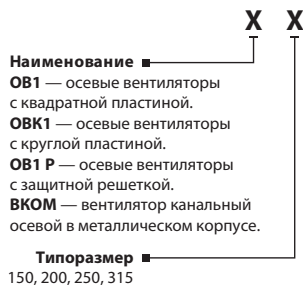 X X
Наименование
ОВ1 — осевые вентиляторы
с квадратной пластиной.
ОВК1 — осевые вентиляторы
с круглой пластиной.
ОВ1 Р — осевые вентиляторы
с защитной решеткой.
ВКОМ — вентилятор канальный
осевой в металлическом корпусе.
Типоразмер
150, 200, 250, 315